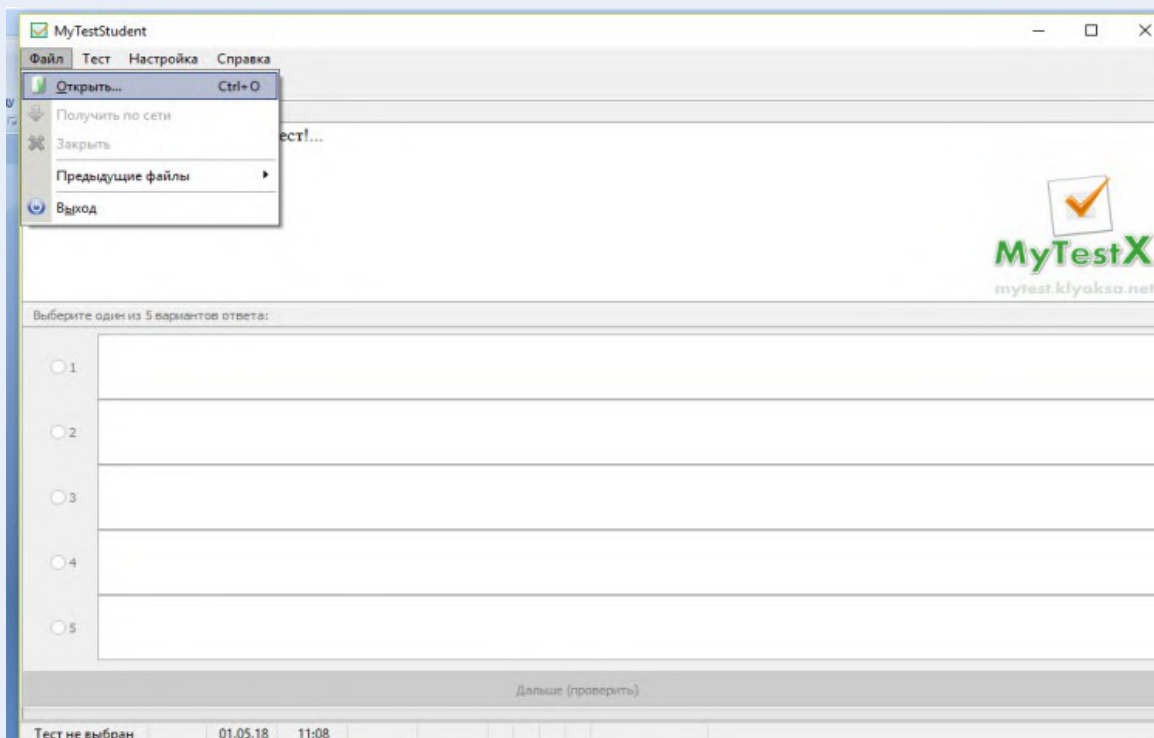 MyTestStudent
Файл Тест Настройка Справка
Открыть... Ctrl+O
Получить по сети
ест!...
Закрыть
Предыдущие файлы
Выход
MyTestX
mytest.klyaksa.net
Выберите один из 5 вариантов ответа:
1
2
3
4
5
Дальше (проверить)
Тест не выбран 01.05.18 11:08